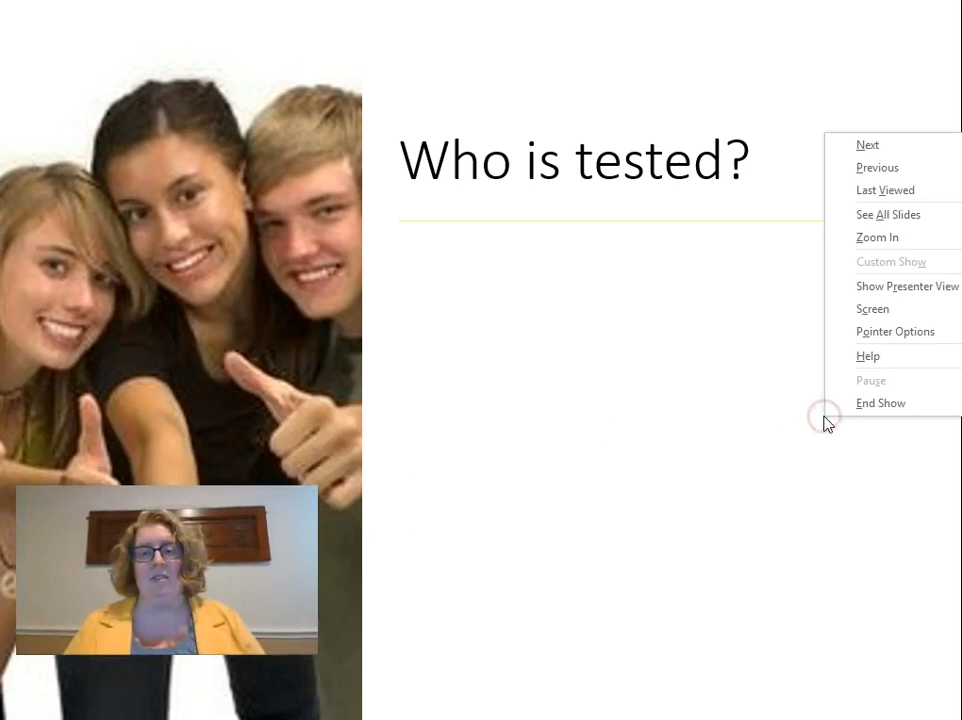 Who is tested?
Next
Previous
Last Viewed
See All Slides
Zoom In
Custom Show
Show Presenter View
Screen
Pointer Options
Help
Pause
End Show